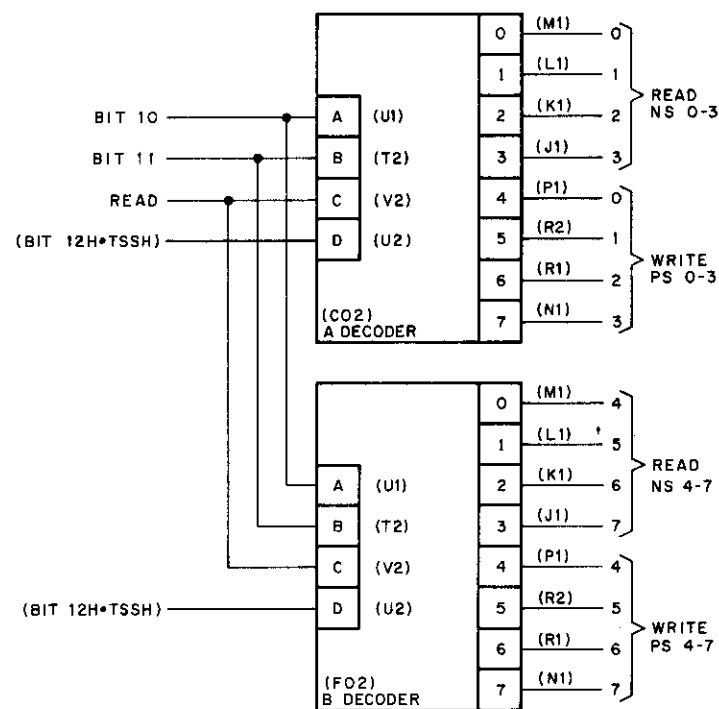 0 (M1) 0
1 (L1) 1
READ
NS 0-3
BIT 10 A (U1) 2 (K1) 2
BIT 11 B (T2) 3 (J1) 3
READ C (V2) 4 (P1) 0
(BIT 12H•TSSH) D (U2) 5 (R2) 1
WRITE
PS 0-3
6 (R1) 2
(C02)
A DECODER
7 (N1) 3
0 (M1) 4
1 (L1) 5
READ
NS 4-7
A (U1) 2 (K1) 6
B (T2) 3 (J1) 7
C (V2) 4 (P1) 4
(BIT 12H•TSSH) D (U2) 5 (R2) 5
WRITE
PS 4-7
6 (R1) 6
(F02)
B DECODER
7 (N1) 7